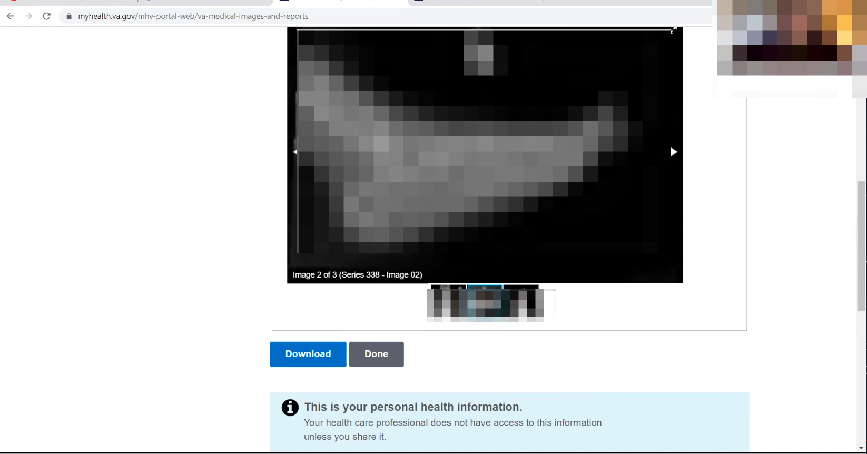 myhealth.va.gov/mhv-portal-web/va-medical-images-and-reports
Image 2 of 3 (Series 338 - Image 02)
Download Done
This is your personal health information.
Your health care professional does not have access to this information
unless you share it.